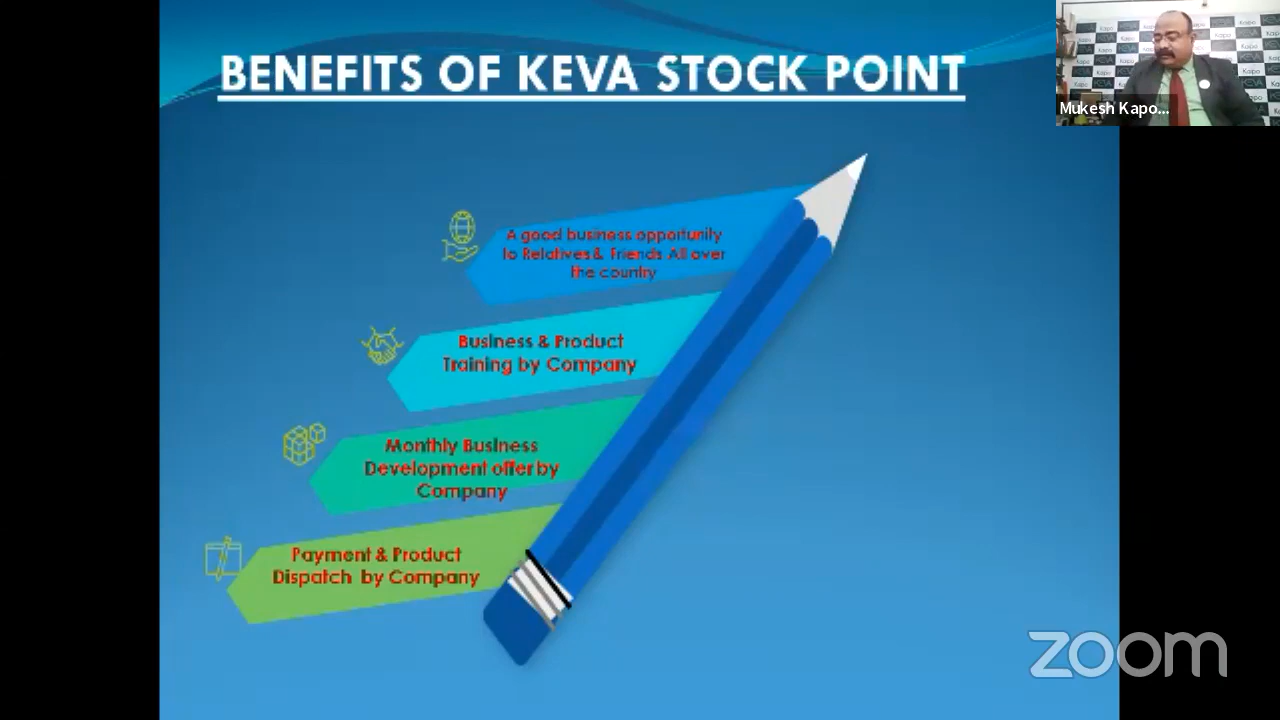 BENEFITS OF KEVA STOCK POINT
Mukesh Kapo...
A good business opportunity
to Relatives & Friends All over
the country
Business & Product
Training by Company
Monthly Business
Development offer by
Company
Payment & Product
Dispatch by Company
zoom